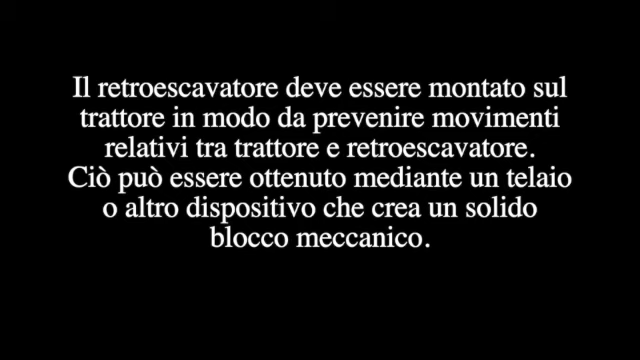 Il retroescavatore deve essere montato sul
trattore in modo da prevenire movimenti
relativi tra trattore e retroescavatore.
Ciò può essere ottenuto mediante un telaio
o altro dispositivo che crea un solido
blocco meccanico.